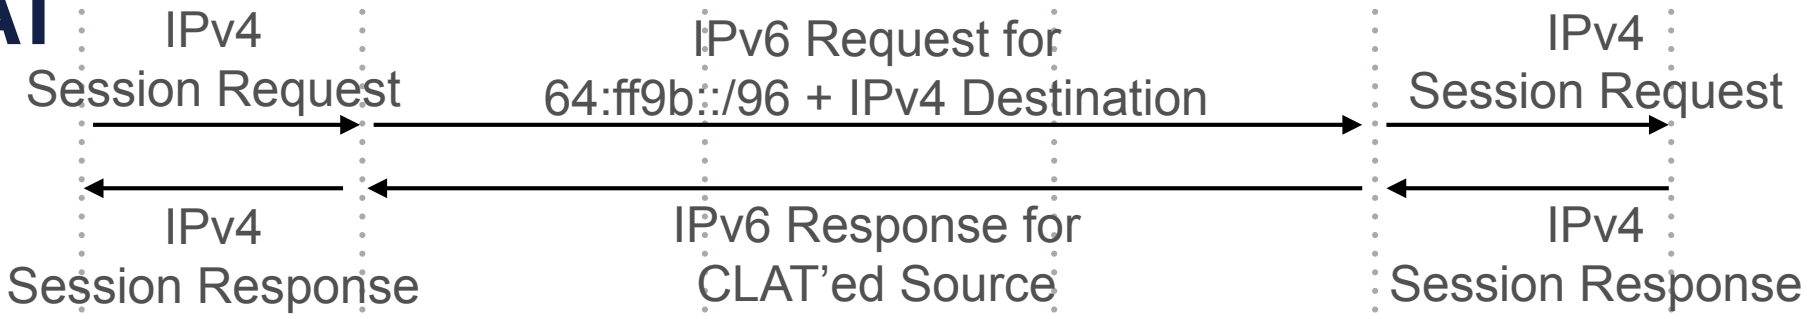 IPv4
Session Request
IPv6 Request for
64:ff9b::/96 + IPv4 Destination
IPv4
Session Request
IPv4
Session Response
IPv6 Response for
CLAT’ed Source
IPv4
Session Response